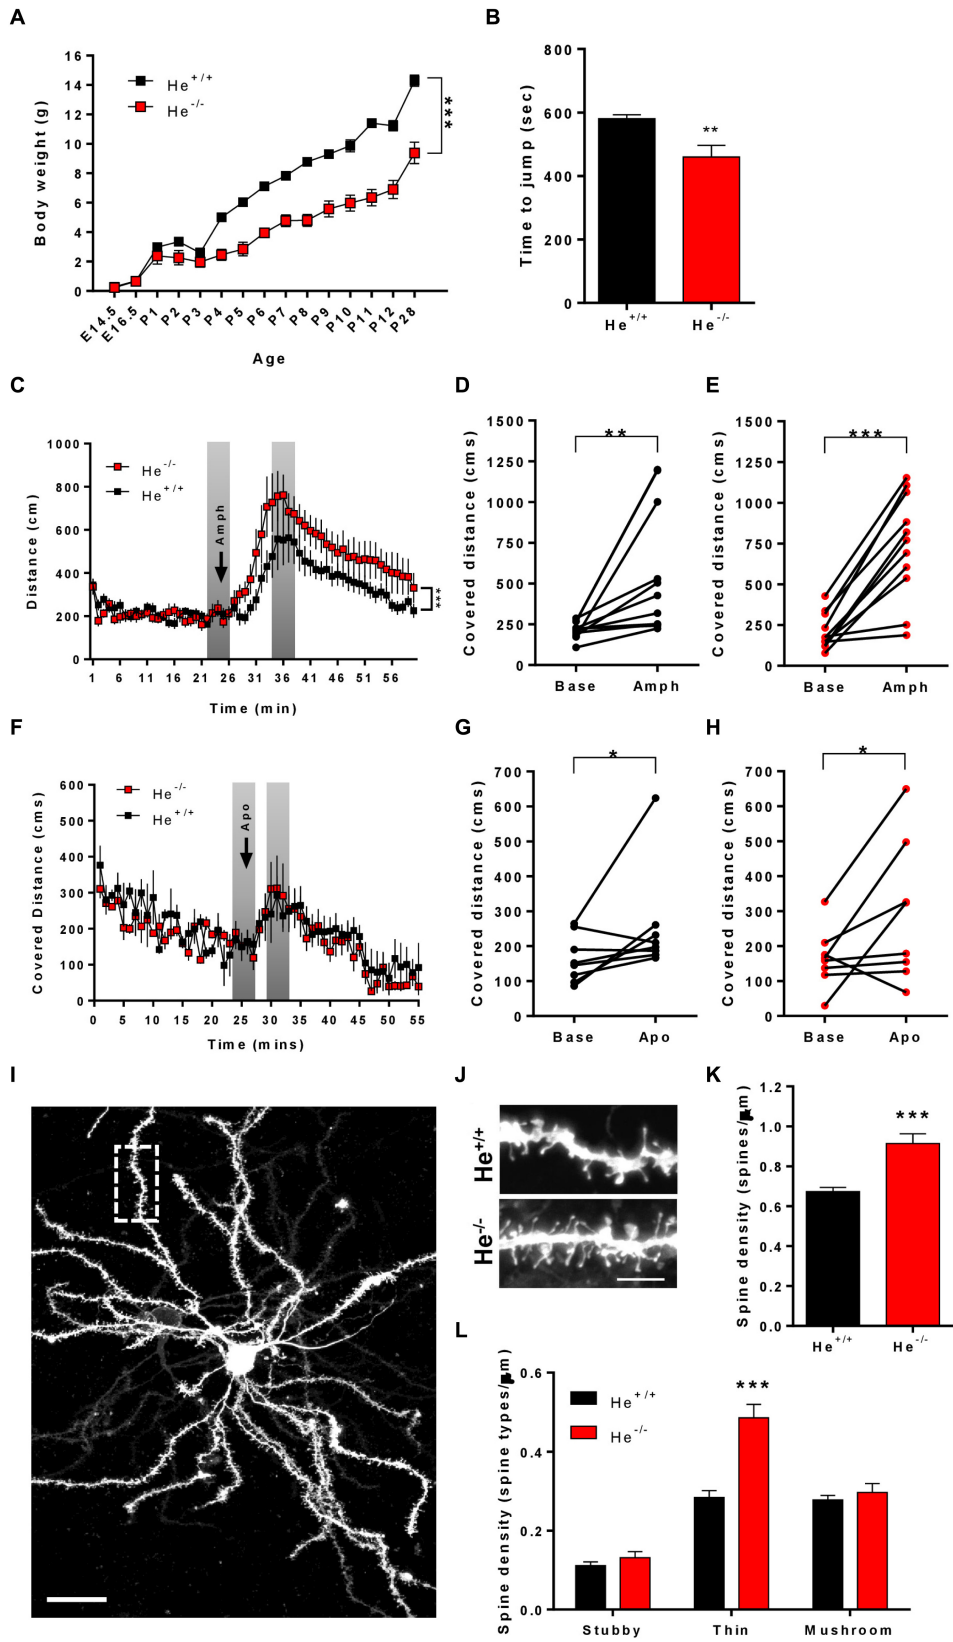 A
Body weight (g)
16
14
12
10
8
6
4
2
0
He+/+
He-/-
***
E14.5
E16.5
P1
P2
P3
P4
P5
P6
P7
P8
P9
P10
P11
P12
P28
Age
B
Time to jump (sec)
800
600
400
200
0
**
He+/+
He-/-
C
Distance (cm)
1000
800
600
400
200
0
He-/-
He+/+
Amph
***
1
6
11
16
21
26
31
36
41
46
51
56
Time (min)
D
Covered distance (cms)
1500
1250
1000
750
500
250
0
**
Base
Amph
E
Covered distance (cms)
1500
1250
1000
750
500
250
0
***
Base
Amph
F
Covered Distance (cms)
600
500
400
300
200
100
0
He-/-
He+/+
Apo
0
5
10
15
20
25
30
35
40
45
50
55
Time (mins)
G
Covered distance (cms)
700
600
500
400
300
200
100
0
*
Base
Apo
H
Covered distance (cms)
700
600
500
400
300
200
100
0
*
Base
Apo
I
J
He+/+
He-/-
K
Spine density (spines/µm)
1.2
1.0
0.8
0.6
0.4
0.2
0.0
***
He+/+
He-/-
L
Spine density (spine types/µm)
0.6
0.4
0.2
0.0
He+/+
He-/-
***
Stubby
Thin
Mushroom